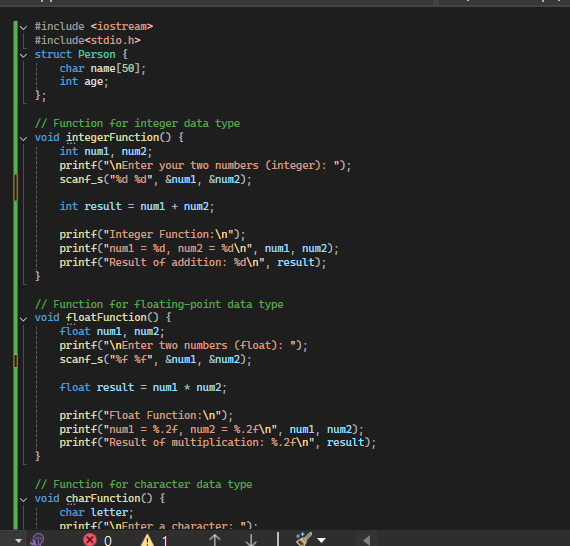 #include <iostream>
#include<stdio.h>
struct Person {
char name[50];
int age;
};
// Function for integer data type
void integerFunction() {
int num1, num2;
printf("\nEnter your two numbers (integer): ");
scanf_s("%d %d", &num1, &num2);
int result = num1 + num2;
printf("Integer Function:\n");
printf("num1 = %d, num2 = %d\n", num1, num2);
printf("Result of addition: %d\n", result);
}
// Function for floating-point data type
void floatFunction() {
float num1, num2;
printf("\nEnter two numbers (float): ");
scanf_s("%f %f", &num1, &num2);
float result = num1 * num2;
printf("Float Function:\n");
printf("num1 = %.2f, num2 = %.2f\n", num1, num2);
printf("Result of multiplication: %.2f\n", result);
}
// Function for character data type
void charFunction() {
char letter;
printf("\nEnter a character: ");
0 1